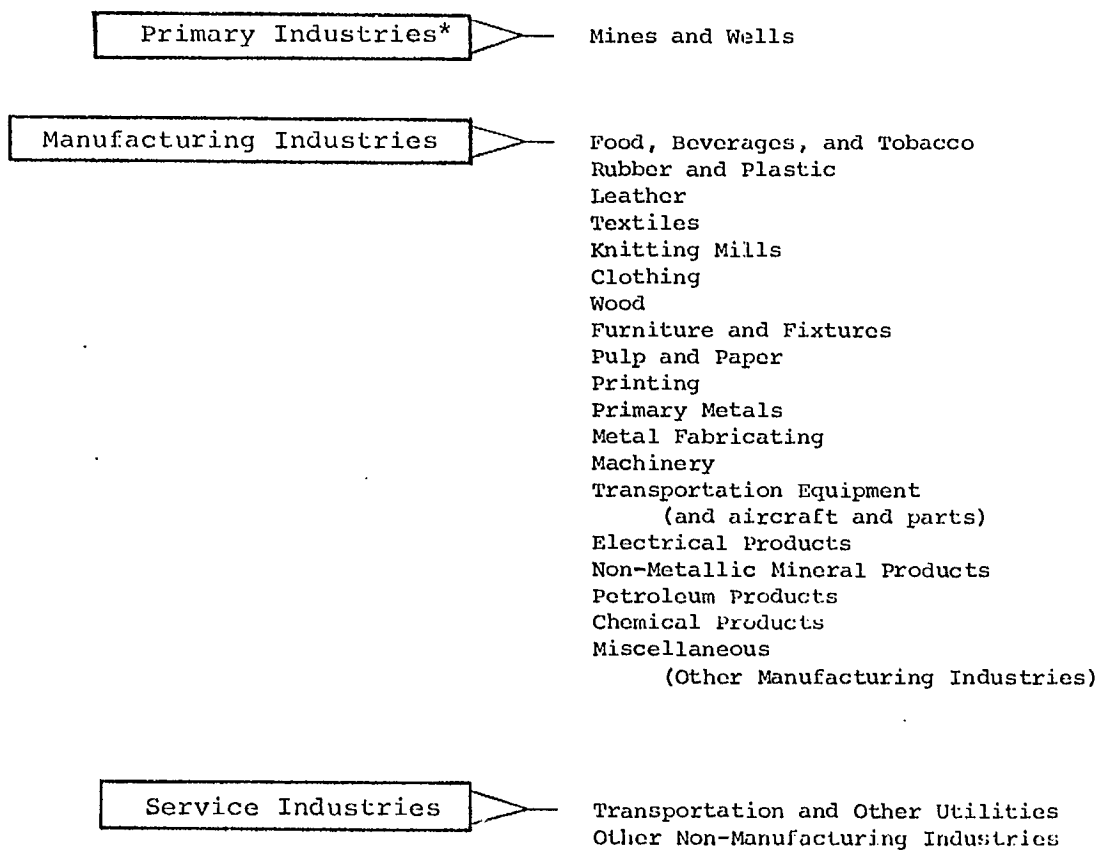 Primary Industries* Mines and Wells
Manufacturing Industries Food, Beverages, and Tobacco
Rubber and Plastic
Leather
Textiles
Knitting Mills
Clothing
Wood
Furniture and Fixtures
Pulp and Paper
Printing
Primary Metals
Metal Fabricating
Machinery
Transportation Equipment
(and aircraft and parts)
Electrical Products
Non-Metallic Mineral Products
Petroleum Products
Chemical Products
Miscellaneous
(Other Manufacturing Industries)
Service Industries Transportation and Other Utilities
Other Non-Manufacturing Industries